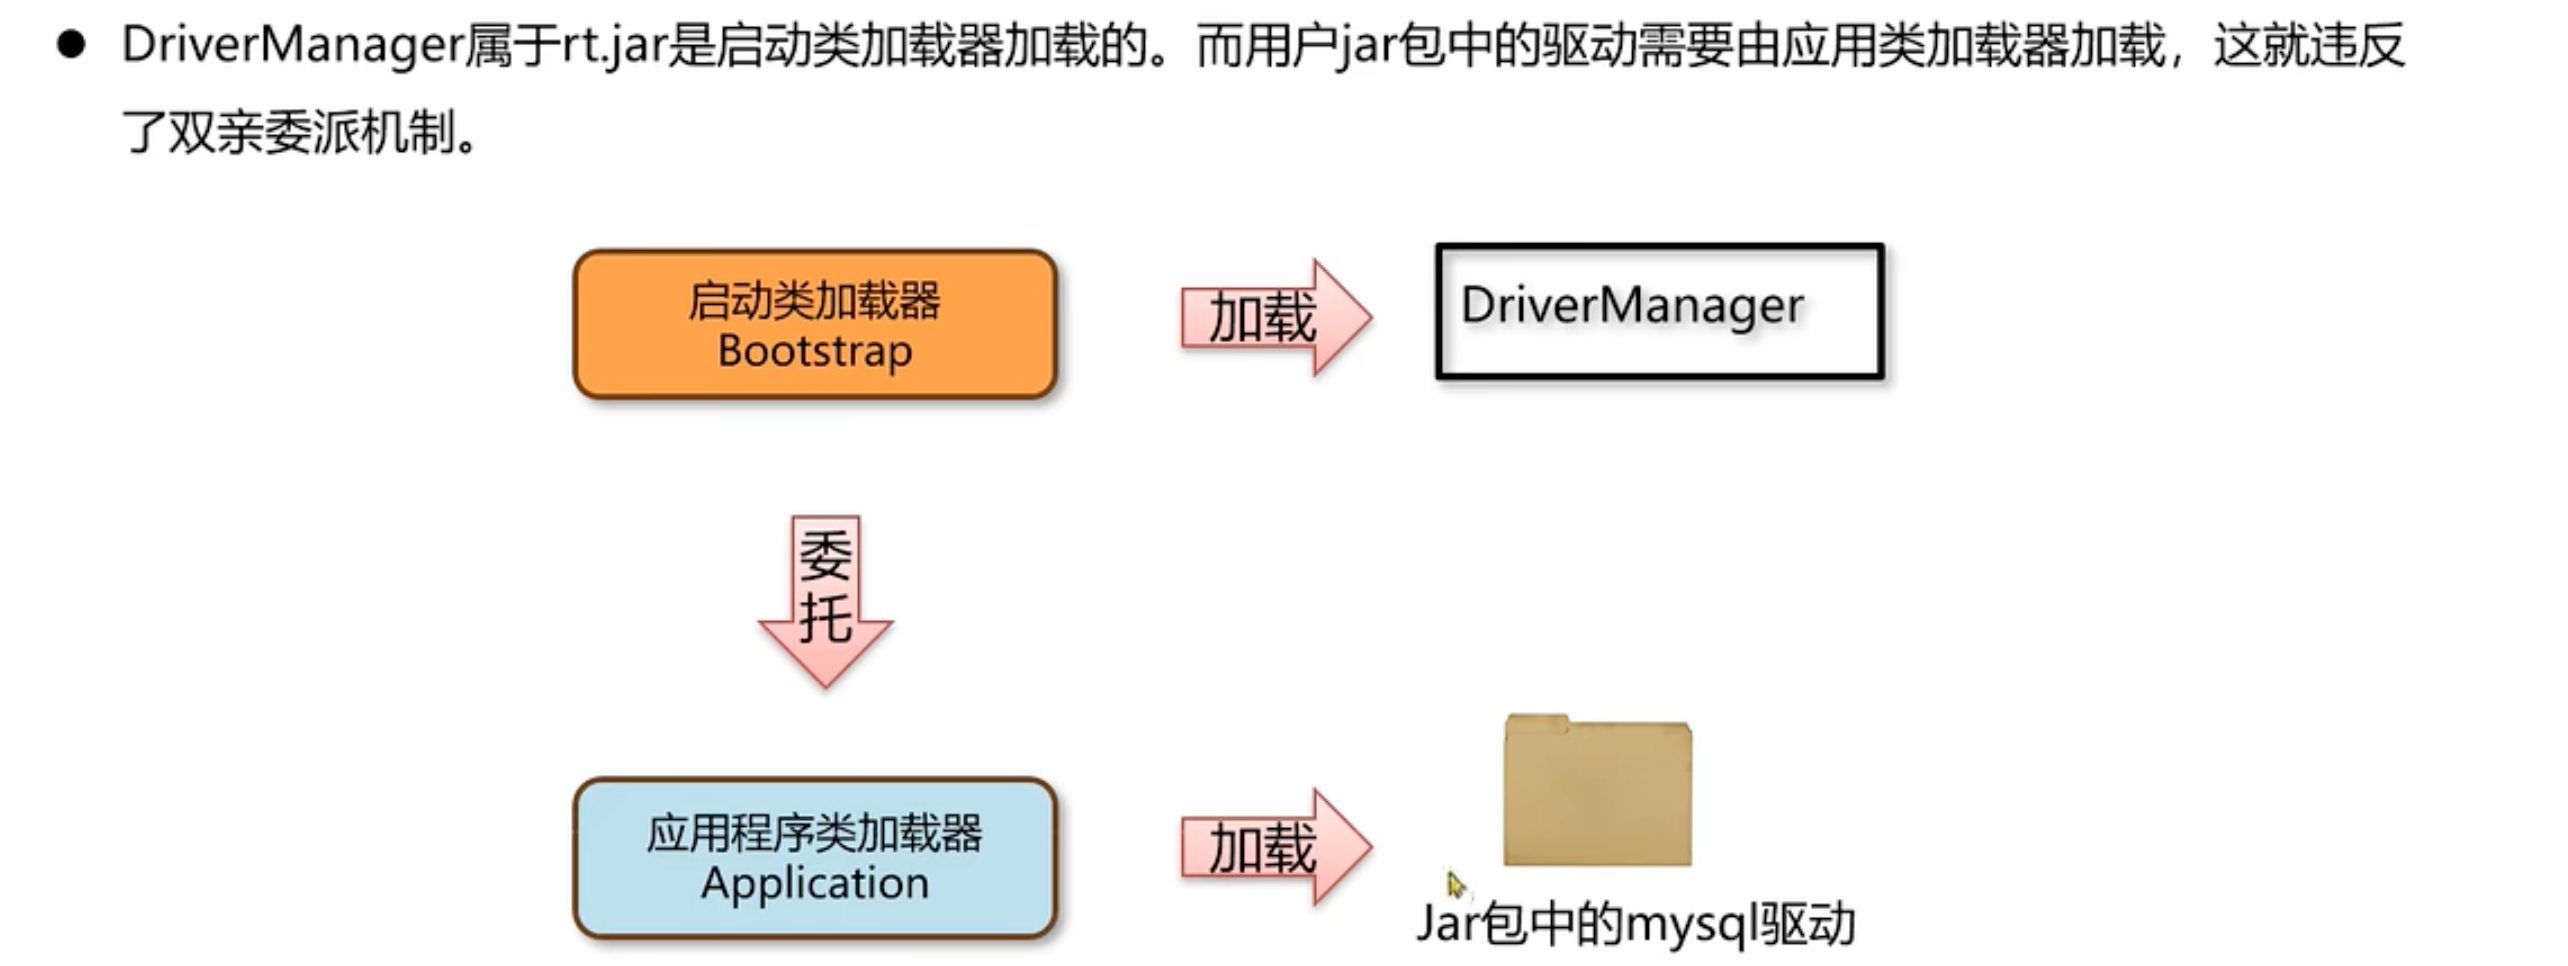 DriverManager属于rt.jar是启动类加载器加载的。而用户jar包中的驱动需要由应用类加载器加载，这就违反
了双亲委派机制。
启动类加载器
Bootstrap
加载
DriverManager
委
托
应用程序类加载器
Application
加载
Jar包中的mysql驱动